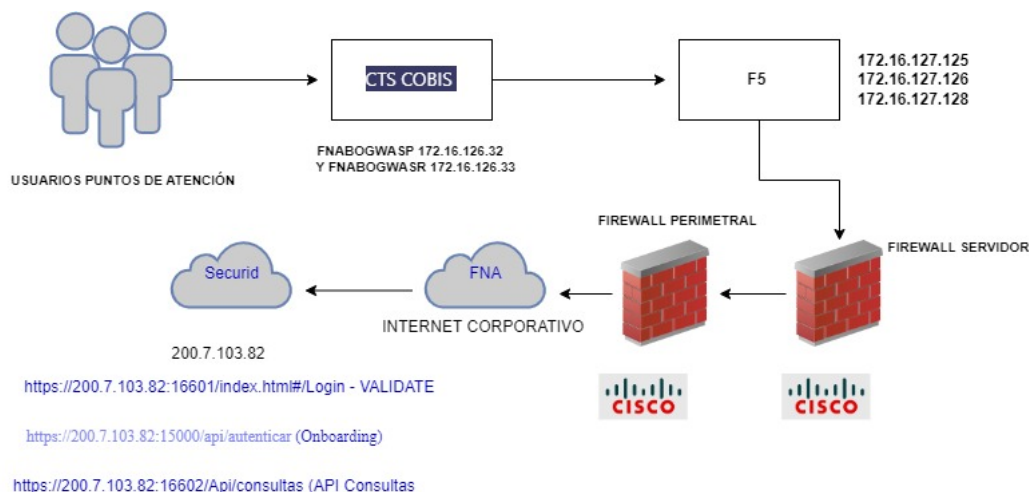 CTS COBIS
F5
172.16.127.125
172.16.127.126
172.16.127.128
FNABOGWASP 172.16.126.32
Y FNABOGWASR 172.16.126.33
USUARIOS PUNTOS DE ATENCIÓN
FIREWALL PERIMETRAL
FIREWALL SERVIDOR
Securid
FNA
INTERNET CORPORATIVO
200.7.103.82
https://200.7.103.82:16601/index.html#/Login - VALIDATE
CISCO
CISCO
https://200.7.103.82:15000/api/autenticar (Onboarding)
https://200.7.103.82:16602/Api/consultas (API Consultas